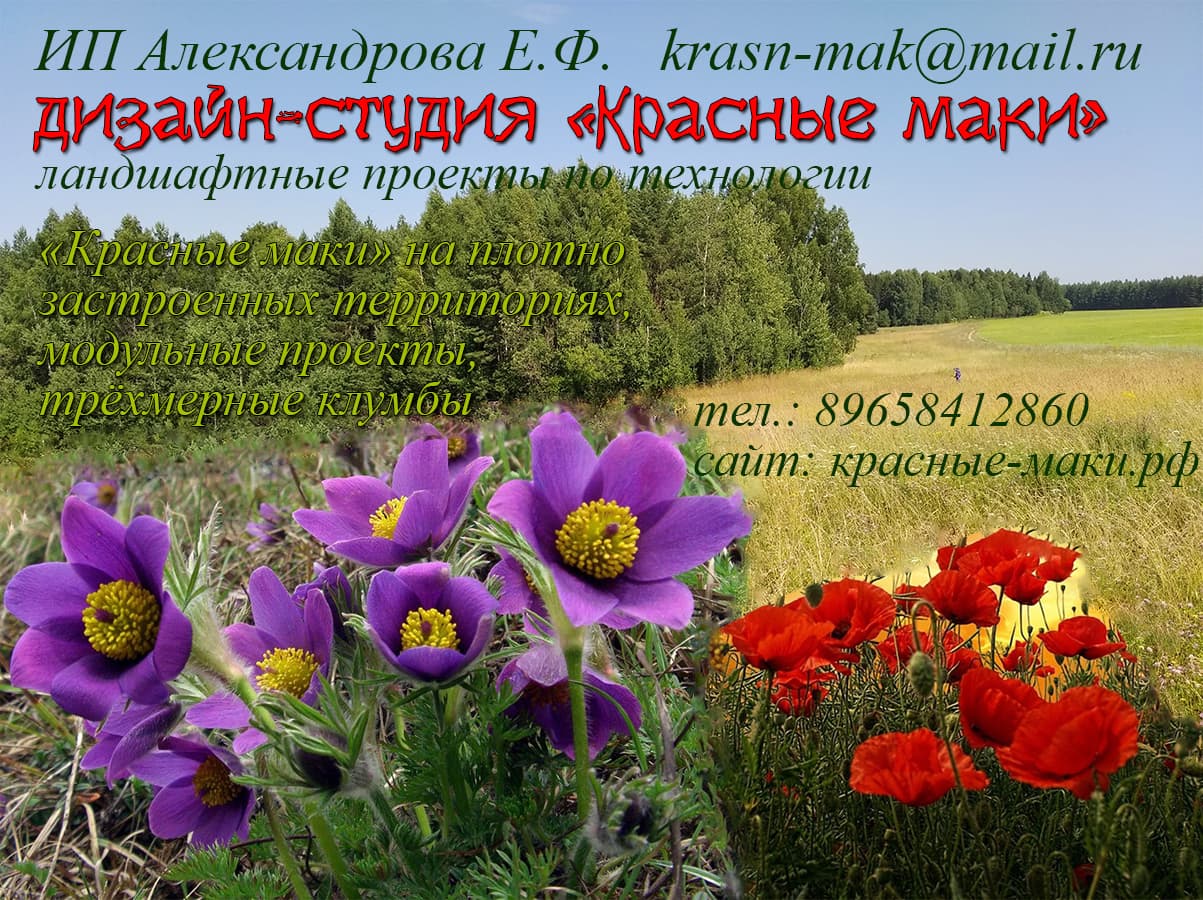 ИП Александрова Е.Ф. krasn-mak@mail.ru
дизайн-студия «Красные маки»
ландшафтные проекты по технологии
«Красные маки» на плотно
застроенных территориях,
модульные проекты,
трёхмерные клумбы
тел.: 89658412860
сайт: красные-маки.рф